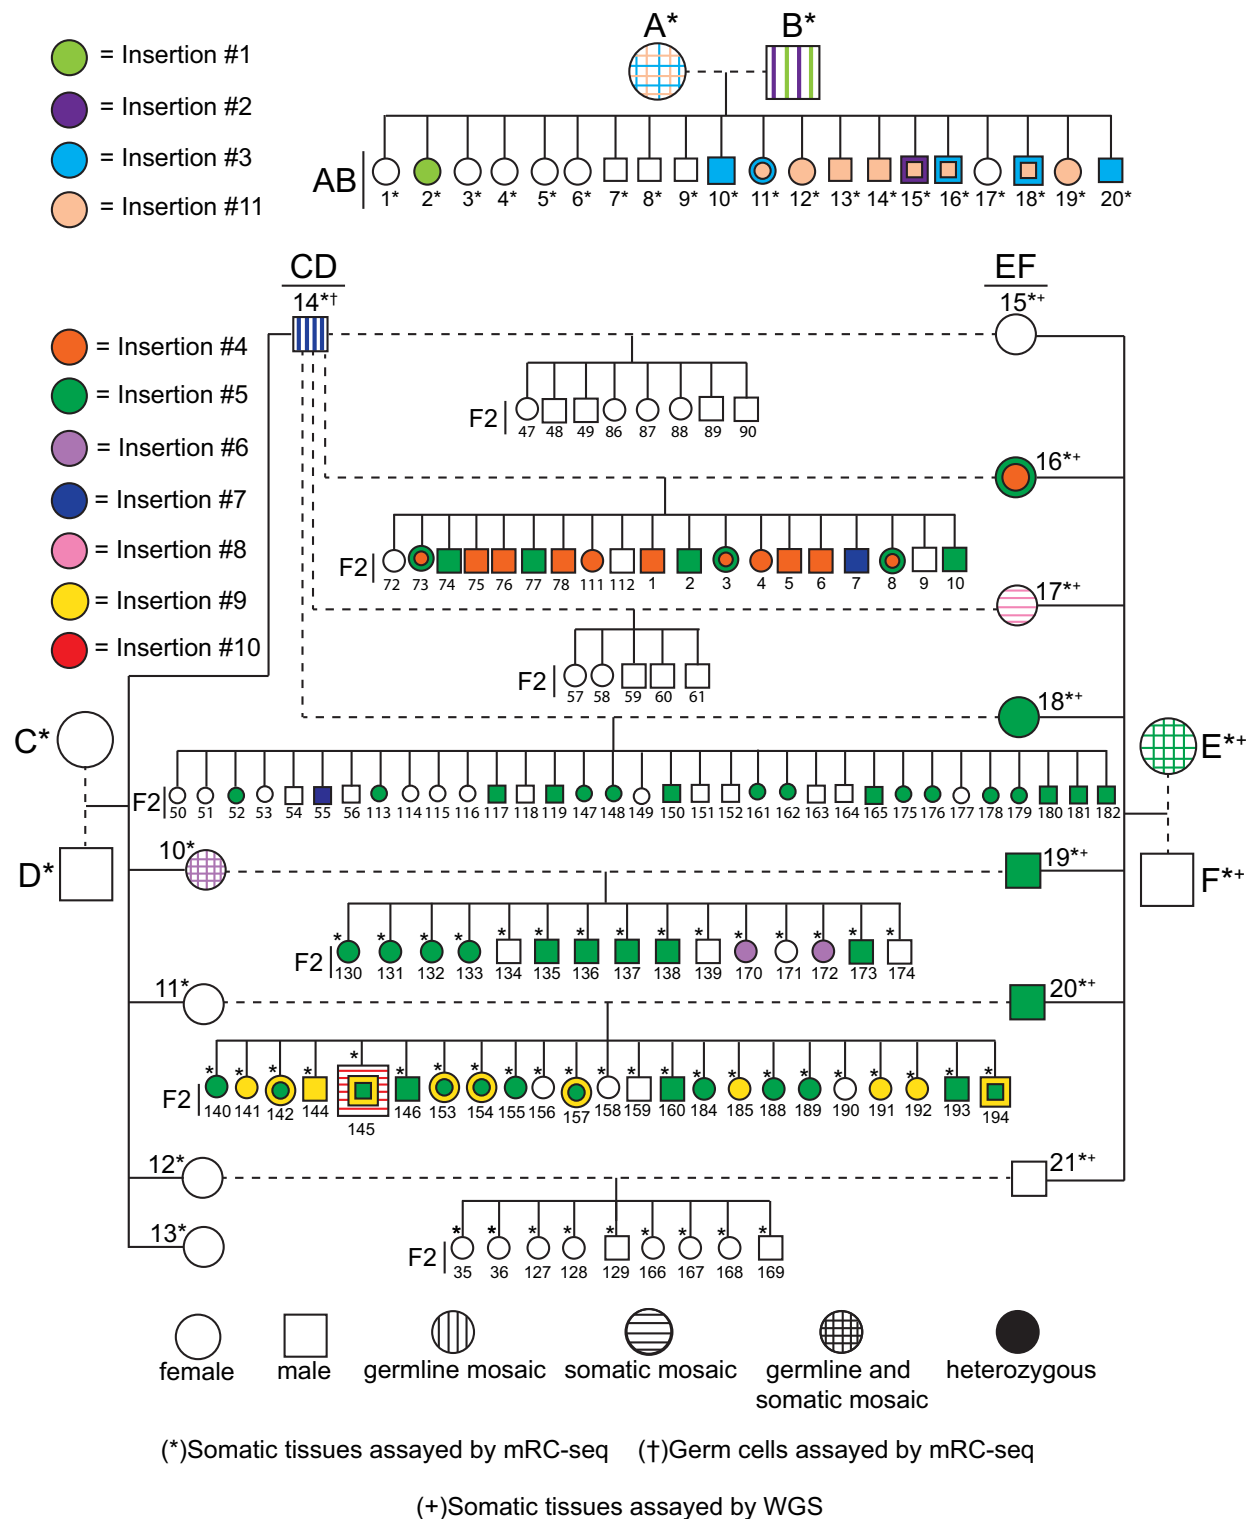 A* B*
= Insertion #1
= Insertion #2
= Insertion #3
= Insertion #11
AB
1* 2* 3* 4* 5* 6* 7* 8* 9* 10* 11* 12* 13* 14* 15* 16* 17* 18* 19* 20*
CD EF
14*† 15*+
= Insertion #4
= Insertion #5
= Insertion #6
= Insertion #7
= Insertion #8
= Insertion #9
= Insertion #10
F2
47 48 49 86 87 88 89 90
16*+
F2
72 73 74 75 76 77 78 111 112 1 2 3 4 5 6 7 8 9 10
17*+
F2
57 58 59 60 61
18*+
C* E*+
F2
50 51 52 53 54 55 56 113 114 115 116 117 118 119 147 148 149 150 151 152 161 162 163 164 165 175 176 177 178 179 180 181 182
D* F*+
10* 19*+
* * * * * * * * * * * * * * *
F2
130 131 132 133 134 135 136 137 138 139 170 171 172 173 174
11* 20*+
* * * * * * * * * * * * * * * * * * * * * *
F2
140 141 142 144 145 146 153 154 155 156 157 158 159 160 184 185 188 189 190 191 192 193 194
12* 21*+
13*
* * * * * * * * *
F2
35 36 127 128 129 166 167 168 169
female male germline mosaic somatic mosaic germline and somatic mosaic heterozygous
(*)Somatic tissues assayed by mRC-seq (†)Germ cells assayed by mRC-seq
(+)Somatic tissues assayed by WGS